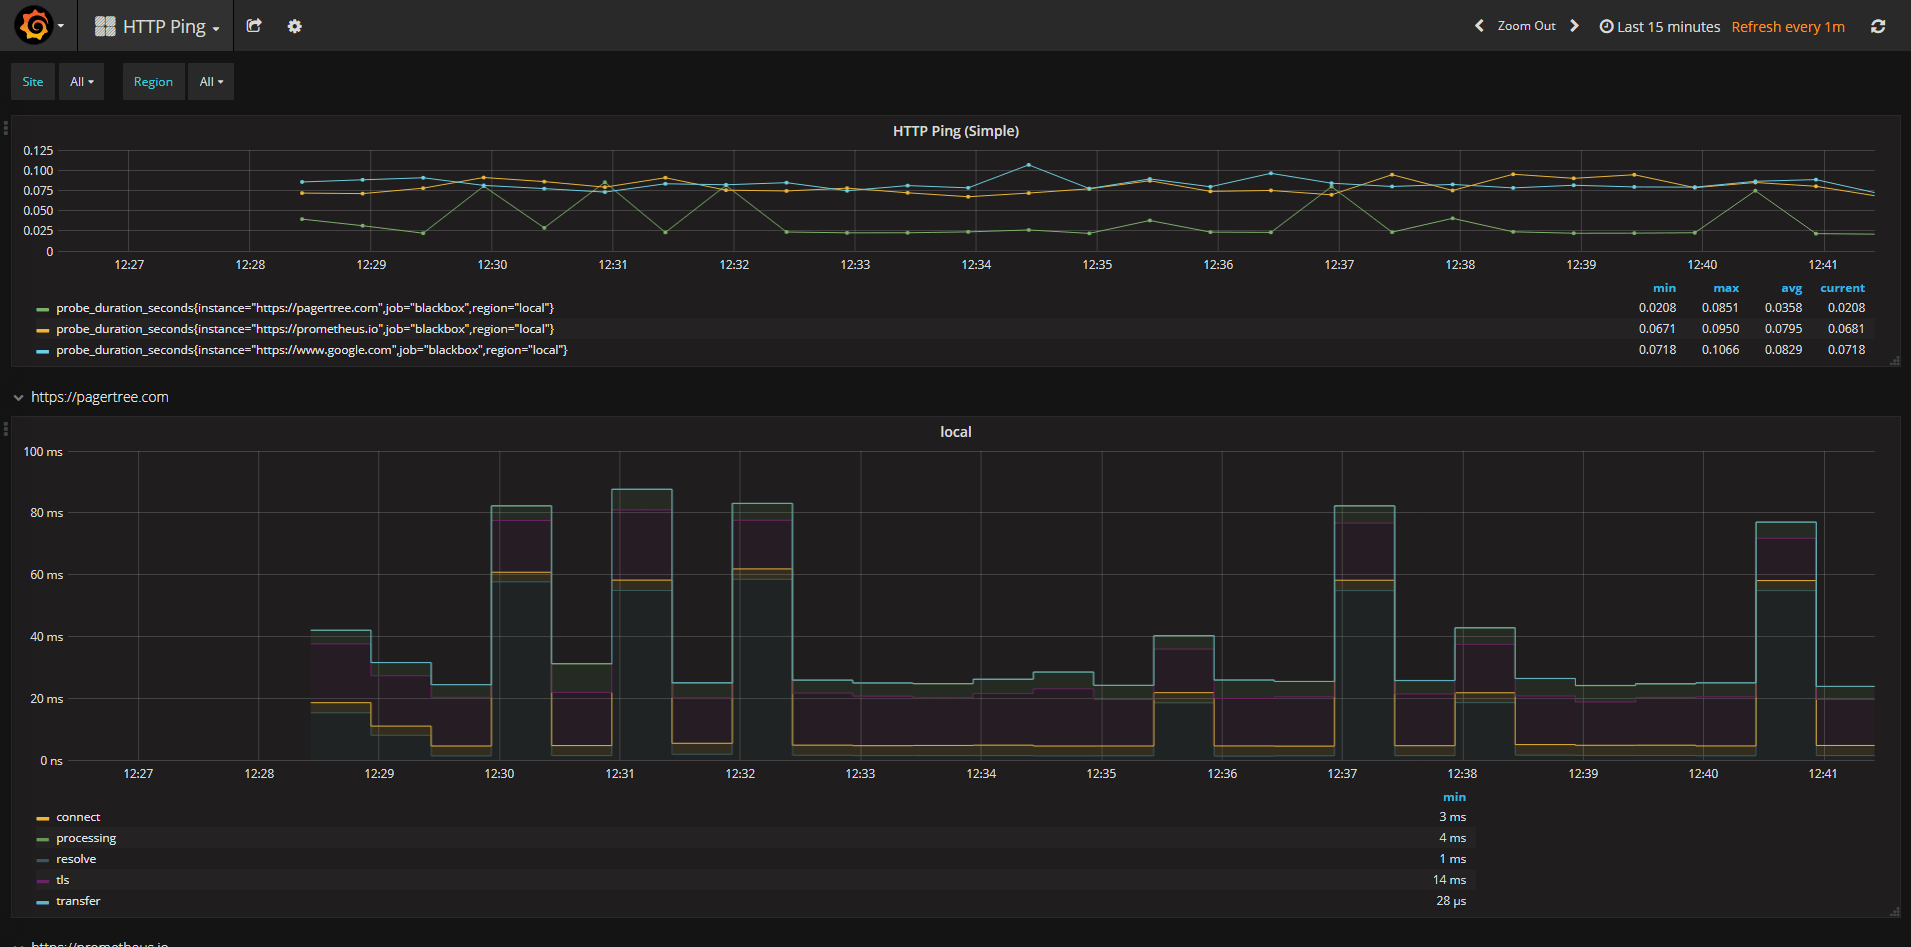 HTTP Ping
Zoom Out
Last 15 minutes Refresh every 1m
Site All Region All
HTTP Ping (Simple)
0.125
0.100
0.075
0.050
0.025
0
12:27 12:28 12:29 12:30 12:31 12:32 12:33 12:34 12:35 12:36 12:37 12:38 12:39 12:40 12:41
min max avg current
probe_duration_seconds{instance="https://pagertree.com",job="blackbox",region="local"} 0.0208 0.0851 0.0358 0.0208
probe_duration_seconds{instance="https://prometheus.io",job="blackbox",region="local"} 0.0671 0.0950 0.0795 0.0681
probe_duration_seconds{instance="https://www.google.com",job="blackbox",region="local"} 0.0718 0.1066 0.0829 0.0718
https://pagertree.com
local
100 ms
80 ms
60 ms
40 ms
20 ms
0 ns
12:27 12:28 12:29 12:30 12:31 12:32 12:33 12:34 12:35 12:36 12:37 12:38 12:39 12:40 12:41
min
connect 3 ms
processing 4 ms
resolve 1 ms
tls 14 ms
transfer 28 µs
https://prometheus.io